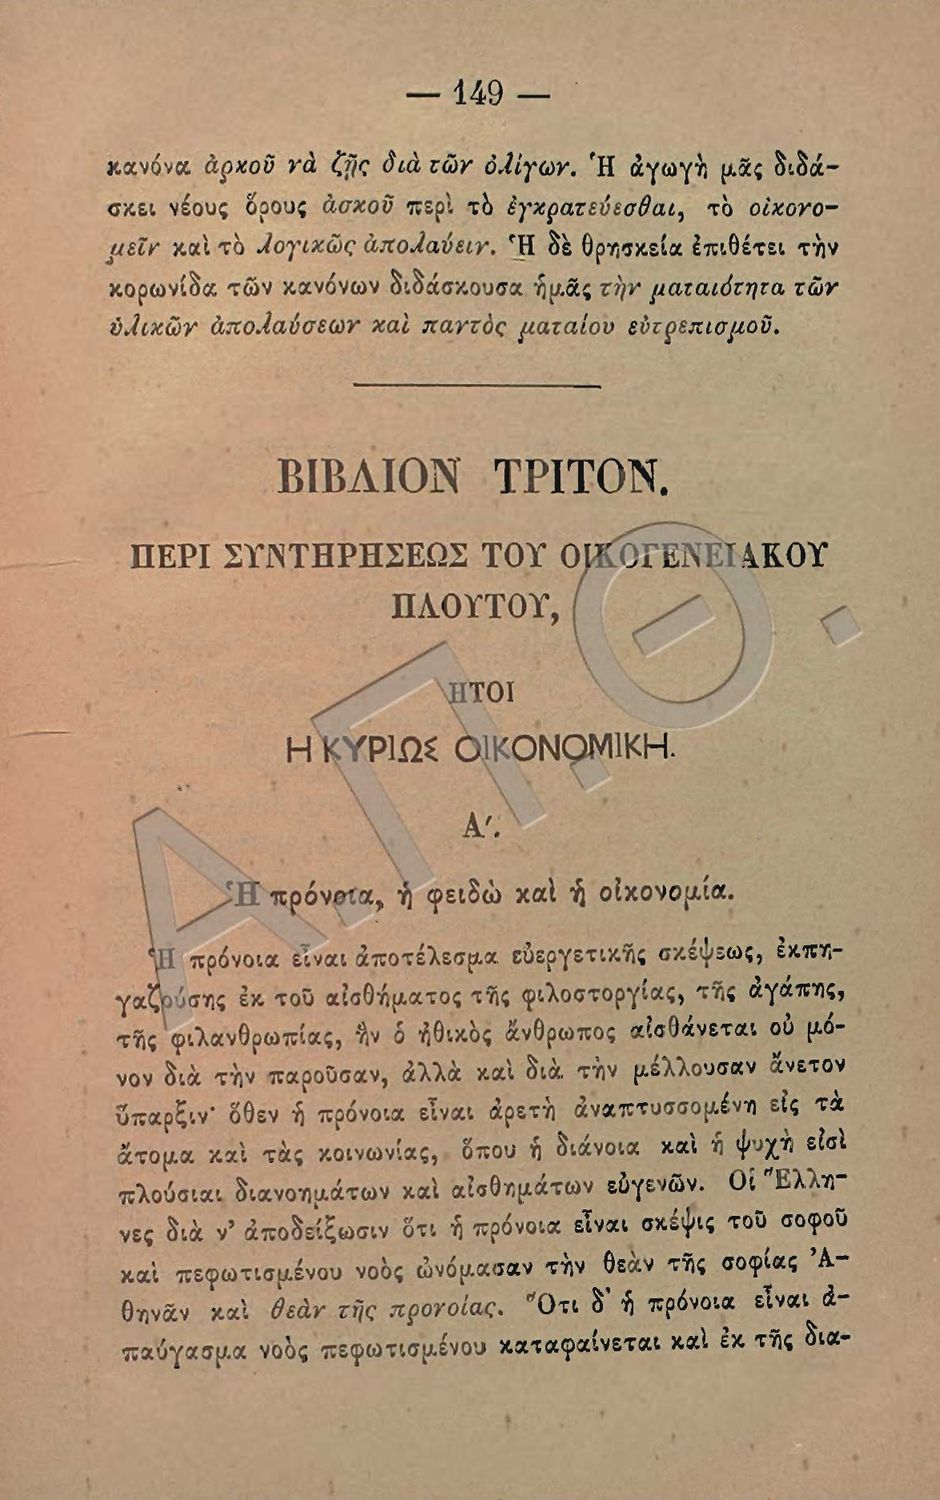 — 149 —
κανόνα ἀρκοῦ νὰ ζῇς διὰ τῶν ὀλίγων. Ἡ ἀγωγὴ μᾶς διδά-
σκει νέους ὅρους ἀσκοῦ περὶ τὸ ἐγκρατεύεσθαι, τὸ οἰκονο-
μεῖν καὶ τὸ λογικῶς ἀπολαύειν. Ἡ δὲ θρησκεία ἐπιθέτει τὴν
κορωνίδα τῶν κανόνων διδάσκουσα ἡμᾶς τὴν ματαιότητα τῶν
ὑλικῶν ἀπολαύσεων καὶ παντὸς ματαίου εὐτρεπισμοῦ.
ΒΙΒΛΙΟΝ ΤΡΙΤΟΝ.
ΠΕΡΙ ΣΥΝΤΗΡΗΣΕΩΣ ΤΟΥ ΟΙΚΟΓΕΝΕΙΑΚΟΥ
ΠΛΟΥΤΟΥ,
ΗΤΟΙ
Η ΚΥΡΙΩΣ ΟΙΚΟΝΟΜΙΚΗ.
Α'.
Ἡ πρόνοια, ἡ φειδὼ καὶ ἡ οἰκονομία.
Ἡ πρόνοια εἶναι ἀποτέλεσμα εὐεργετικῆς σκέψεως, ἐκπη-
γαζούσης ἐκ τοῦ αἰσθήματος τῆς φιλοστοργίας, τῆς ἀγάπης,
τῆς φιλανθρωπίας, ἣν ὁ ἠθικὸς ἄνθρωπος αἰσθάνεται οὐ μό-
νον διὰ τὴν παροῦσαν, ἀλλὰ καὶ διὰ τὴν μέλλουσαν ἄνετον
ὕπαρξιν· ὅθεν ἡ πρόνοια εἶναι ἀρετὴ ἀναπτυσσομένη εἰς τὰ
ἄτομα καὶ τὰς κοινωνίας, ὅπου ἡ διάνοια καὶ ἡ ψυχὴ εἰσὶ
πλούσιαι διανοημάτων καὶ αἰσθημάτων εὐγενῶν. Οἱ Ἕλλη-
νες διὰ ν' ἀποδείξωσιν ὅτι ἡ πρόνοια εἶναι σκέψις τοῦ σοφοῦ
καὶ πεφωτισμένου νοὸς ὠνόμασαν τὴν θεὰν τῆς σοφίας Ἀ-
θηνᾶν καὶ θεὰν τῆς προνοίας. Ὅτι δ' ἡ πρόνοια εἶναι ἀ-
παύγασμα νοὸς πεφωτισμένου καταφαίνεται καὶ ἐκ τῆς δια-
Α.Π.Θ.